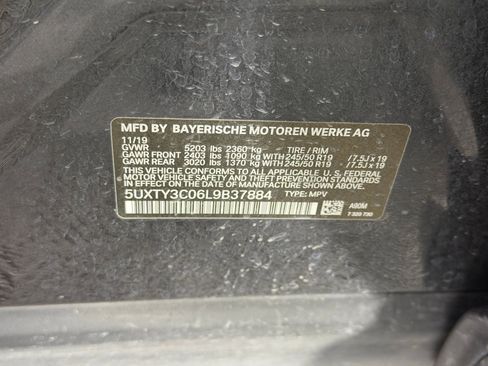 MFD BY BAYERISCHE MOTOREN WERKE AG
11/19
GVWR 5203 lbs 2360 kg TIRE / RIM
GAWR FRONT 2403 lbs 1090 kg WITH 245/50 R19 / 7.5J x 19
GAWR REAR 3020 lbs 1370 kg WITH 245/50 R19 / 7.5J x 19
THIS VEHICLE CONFORMS TO ALL APPLICABLE U.S. FEDERAL
MOTOR VEHICLE SAFETY STANDARDS IN EFFECT ON THE DATE OF
MANUFACTURE SHOWN ABOVE.
5UXTY3C06L9B37884 TYPE: MPV
A90M
7 320 730